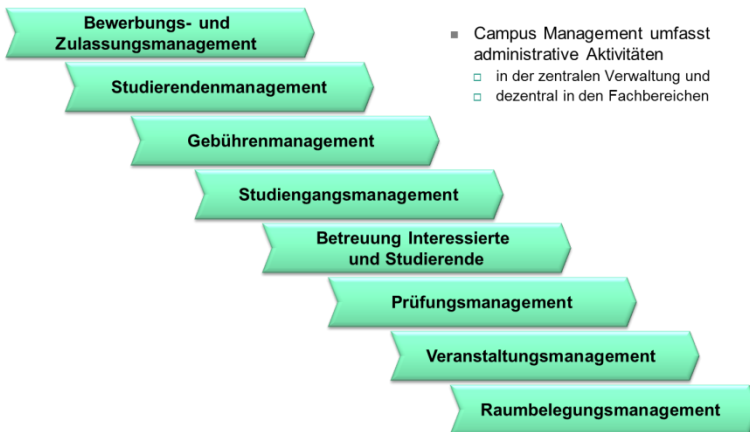 Bewerbungs- und
Zulassungsmanagement
Studierendenmanagement
Gebührenmanagement
Studiengangsmanagement
Betreuung Interessierte
und Studierende
Prüfungsmanagement
Veranstaltungsmanagement
Raumbelegungsmanagement
Campus Management umfasst
administrative Aktivitäten
in der zentralen Verwaltung und
dezentral in den Fachbereichen